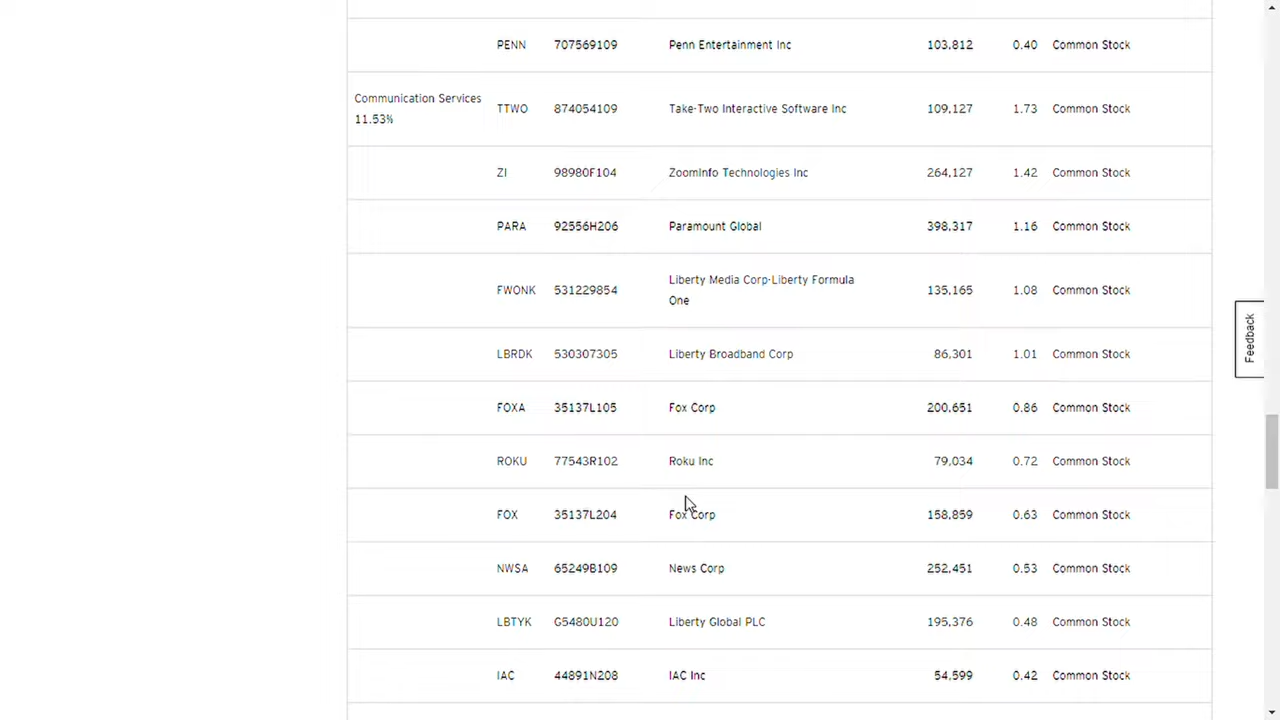 PENN 707569109 Penn Entertainment Inc 103,812 0.40 Common Stock
Communication Services
11.53%
TTWO 874054109 Take-Two Interactive Software Inc 109,127 1.73 Common Stock
ZI 98980F104 ZoomInfo Technologies Inc 264,127 1.42 Common Stock
PARA 92556H206 Paramount Global 398,317 1.16 Common Stock
FWONK 531229854 Liberty Media Corp-Liberty Formula
One
135,165 1.08 Common Stock
LBRDK 530307305 Liberty Broadband Corp 86,301 1.01 Common Stock
FOXA 35137L105 Fox Corp 200,651 0.86 Common Stock
ROKU 77543R102 Roku Inc 79,034 0.72 Common Stock
FOX 35137L204 Fox Corp 158,859 0.63 Common Stock
NWSA 65249B109 News Corp 252,451 0.53 Common Stock
LBTYK G5480U120 Liberty Global PLC 195,376 0.48 Common Stock
IAC 44891N208 IAC Inc 54,599 0.42 Common Stock
Feedback